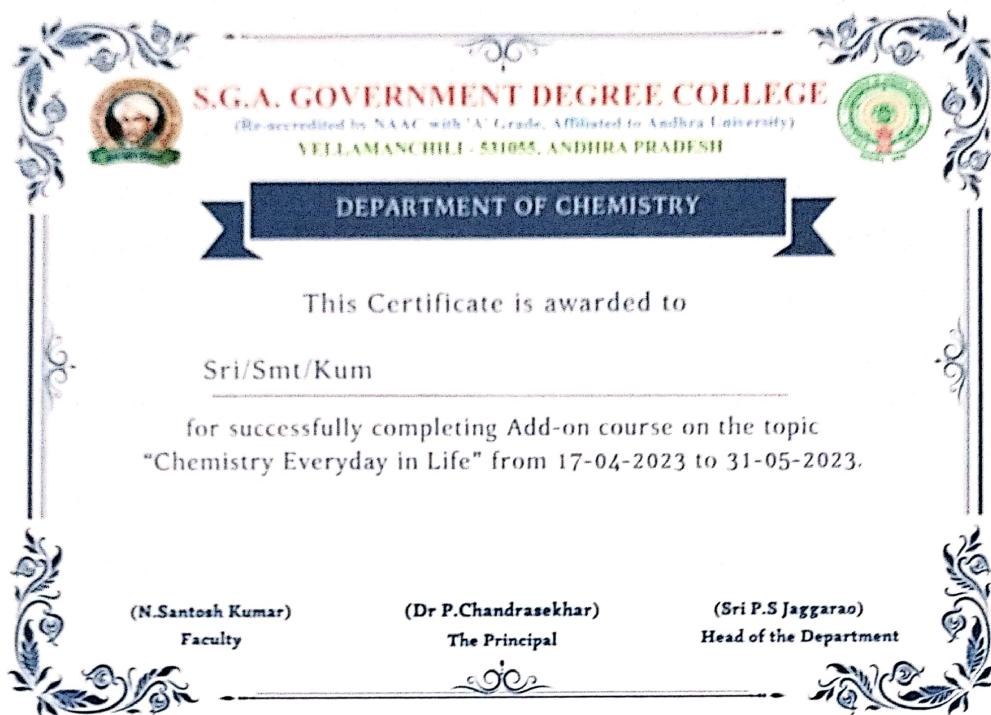 S.G.A. GOVERNMENT DEGREE COLLEGE
(Re-accredited by NAAC with 'A' Grade, Affiliated to Andhra University)
YELLAMANCHILI - 531055, ANDHRA PRADESH
DEPARTMENT OF CHEMISTRY
This Certificate is awarded to
Sri/Smt/Kum
for successfully completing Add-on course on the topic
“Chemistry Everyday in Life” from 17-04-2023 to 31-05-2023.
(N.Santosh Kumar) (Dr P.Chandrasekhar) (Sri P.S Jaggarao)
Faculty The Principal Head of the Department